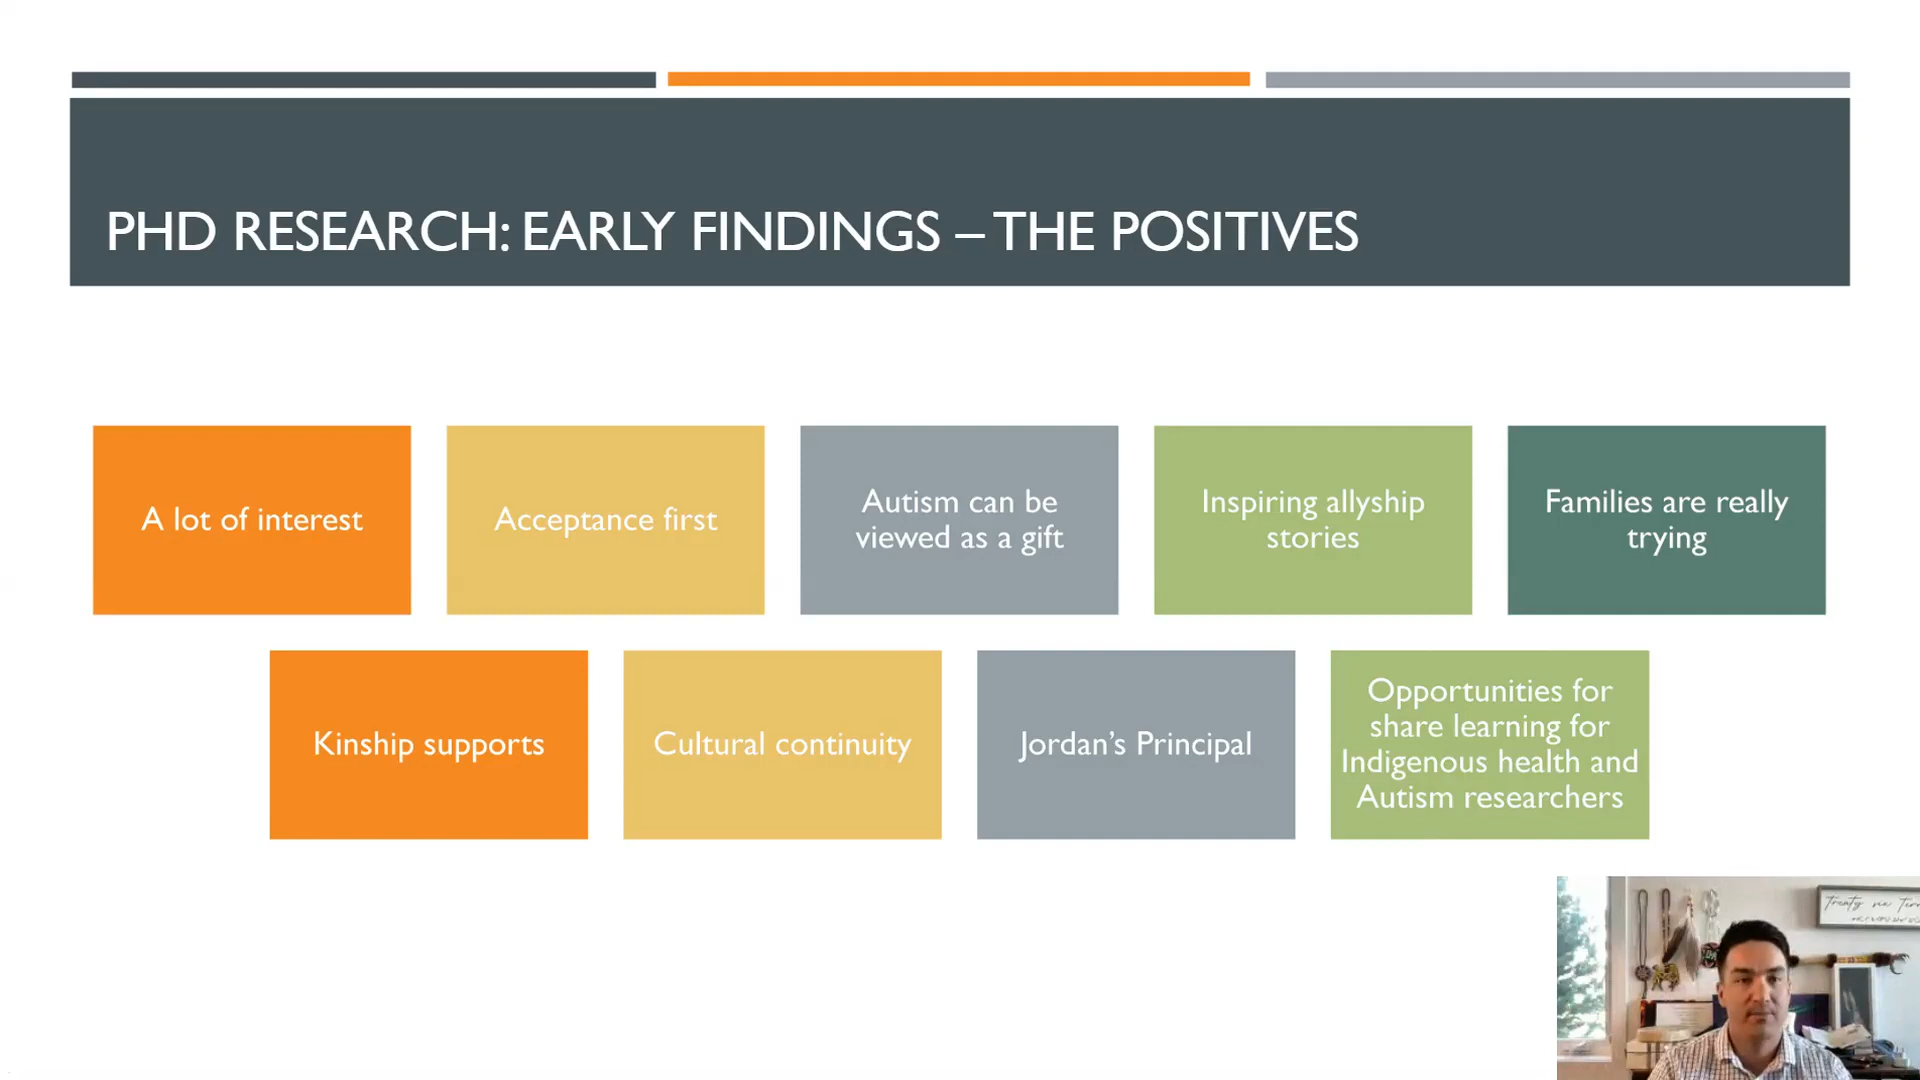 PHD RESEARCH: EARLY FINDINGS – THE POSITIVES
A lot of interest
Acceptance first
Autism can be
viewed as a gift
Inspiring allyship
stories
Families are really
trying
Kinship supports
Cultural continuity
Jordan’s Principal
Opportunities for
share learning for
Indigenous health and
Autism researchers
Treaty six